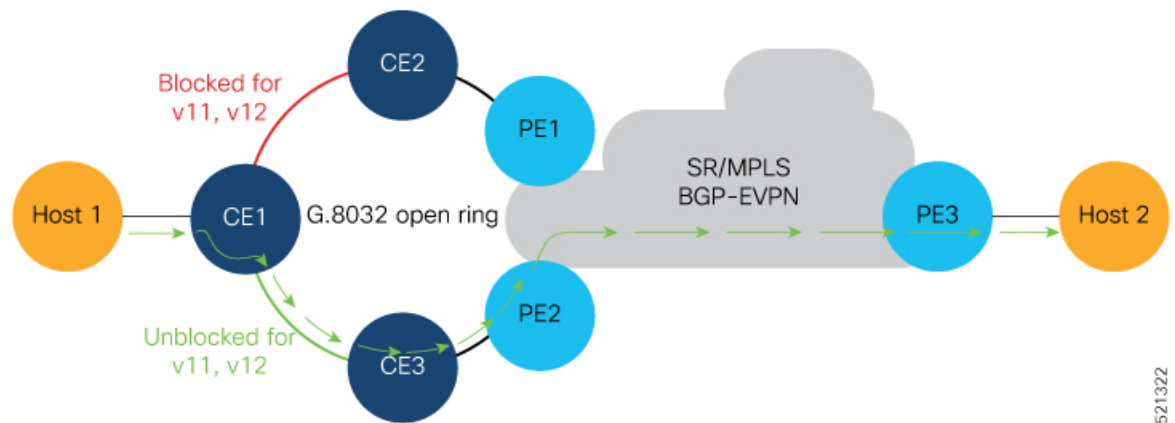 CE2
Blocked for
v11, v12
PE1
SR/MPLS
BGP-EVPN
Host 1
CE1
G.8032 open ring
PE3
Host 2
PE2
Unblocked for
v11, v12
CE3
521322